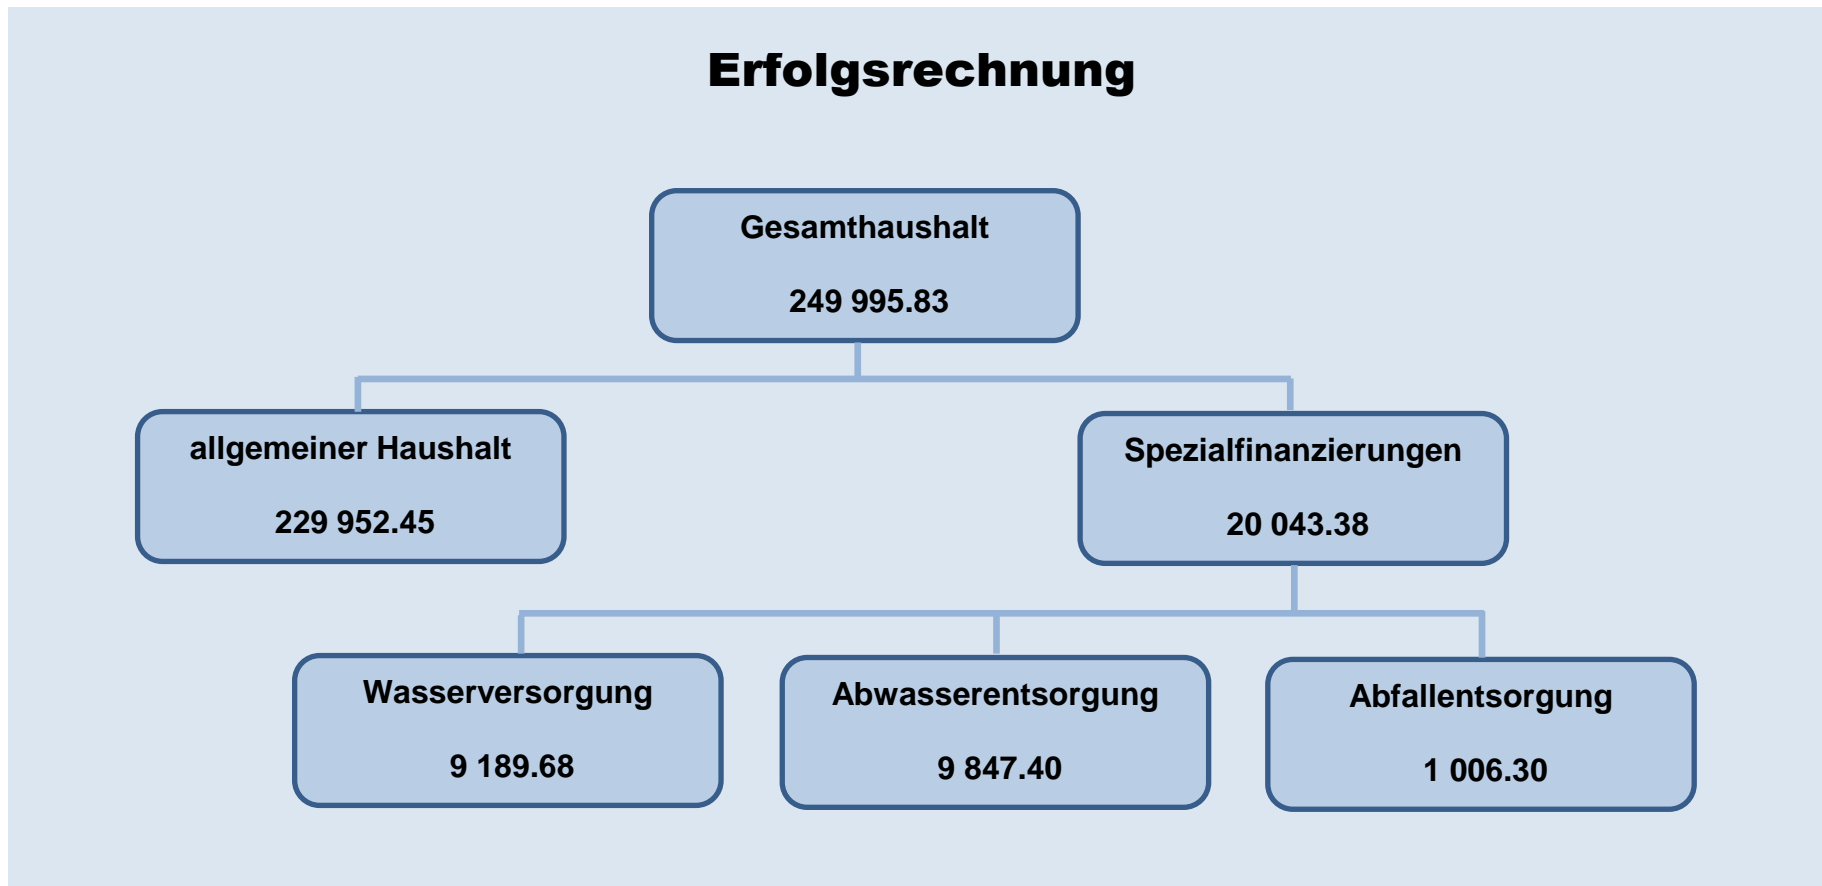 Erfolgsrechnung
Gesamthaushalt
249 995.83
allgemeiner Haushalt
229 952.45
Spezialfinanzierungen
20 043.38
Wasserversorgung
9 189.68
Abwasserentsorgung
9 847.40
Abfallentsorgung
1 006.30